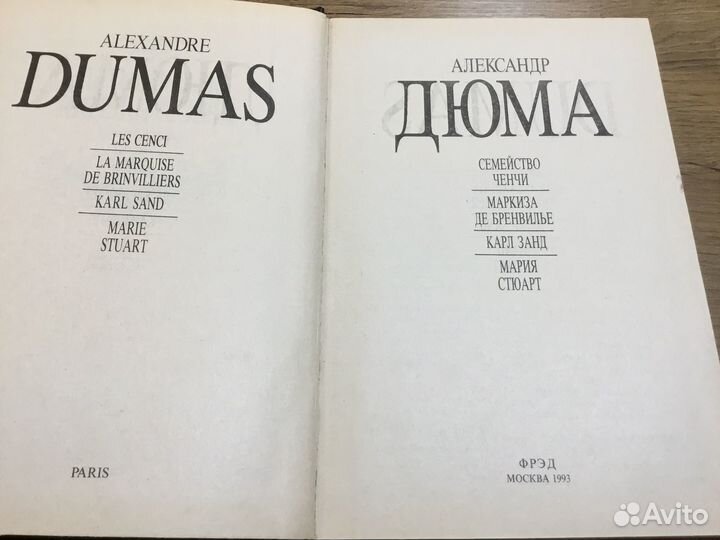 ALEXANDRE
DUMAS
LES CENCI
LA MARQUISE
DE BRINVILLIERS
KARL SAND
MARIE
STUART
PARIS
АЛЕКСАНДР
ДЮМА
СЕМЕЙСТВО
ЧЕНЧИ
МАРКИЗА
ДЕ БРЕНВИЛЬЕ
КАРЛ ЗАНД
МАРИЯ
СТЮАРТ
ФРЭД
МОСКВА 1993
Avito